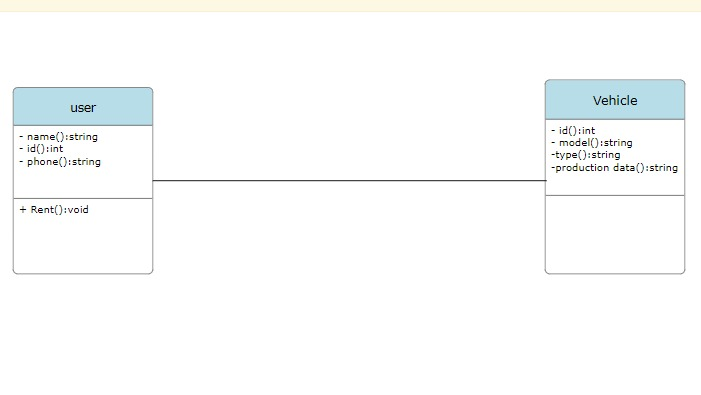 user
- name():string
- id():int
- phone():string
+ Rent():void
Vehicle
- id():int
- model():string
-type():string
-production data():string